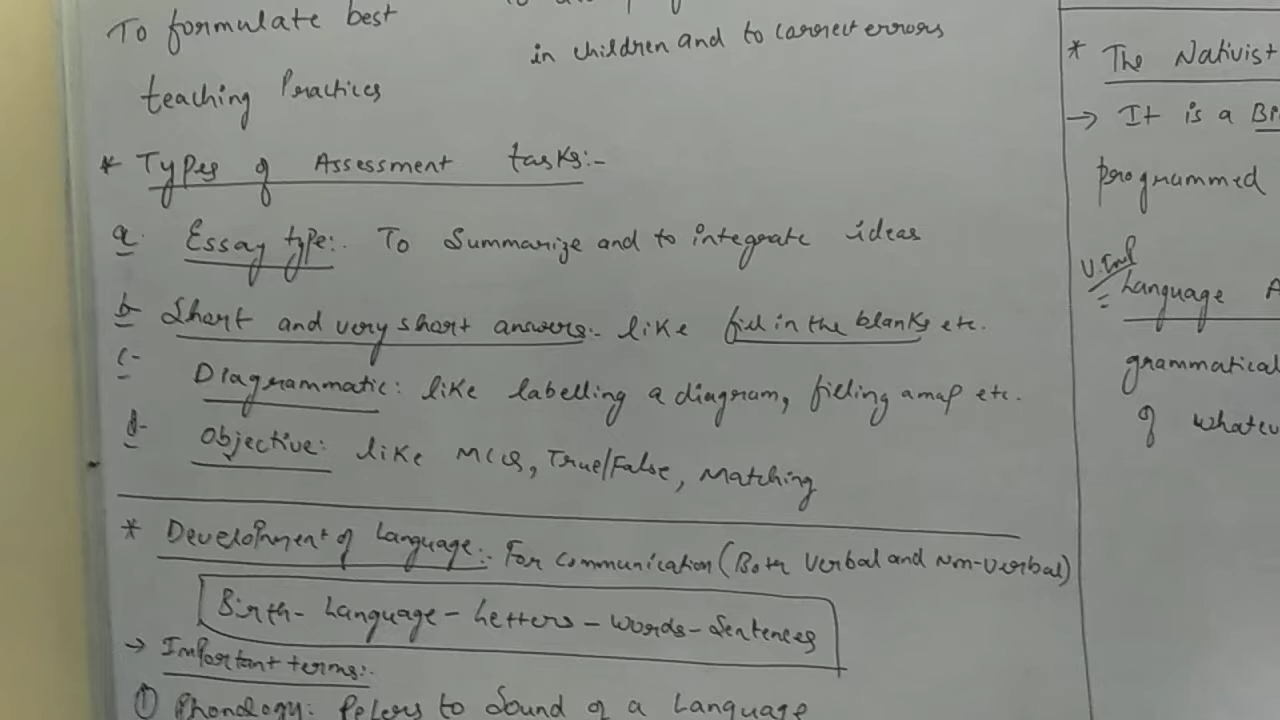 To formulate best
teaching Practices
in children and to correct errors
* Types of Assessment tasks:-
a. Essay type:- To Summarize and to integrate ideas
b- Short and very short answers:- like fill in the blanks etc.
c- Diagrammatic: like labelling a diagram, filling a map etc.
d- Objective: like MCQs, True/False, Matching
* Development of Language:- For Communication (Both Verbal and Non-verbal)
Birth- Language - Letters - Words - Sentences
→ Important terms:-
① Phonology: Refers to Sound of a Language
* The Nativist
→ It is a
programmed
V.Imp
Language
grammatical
of